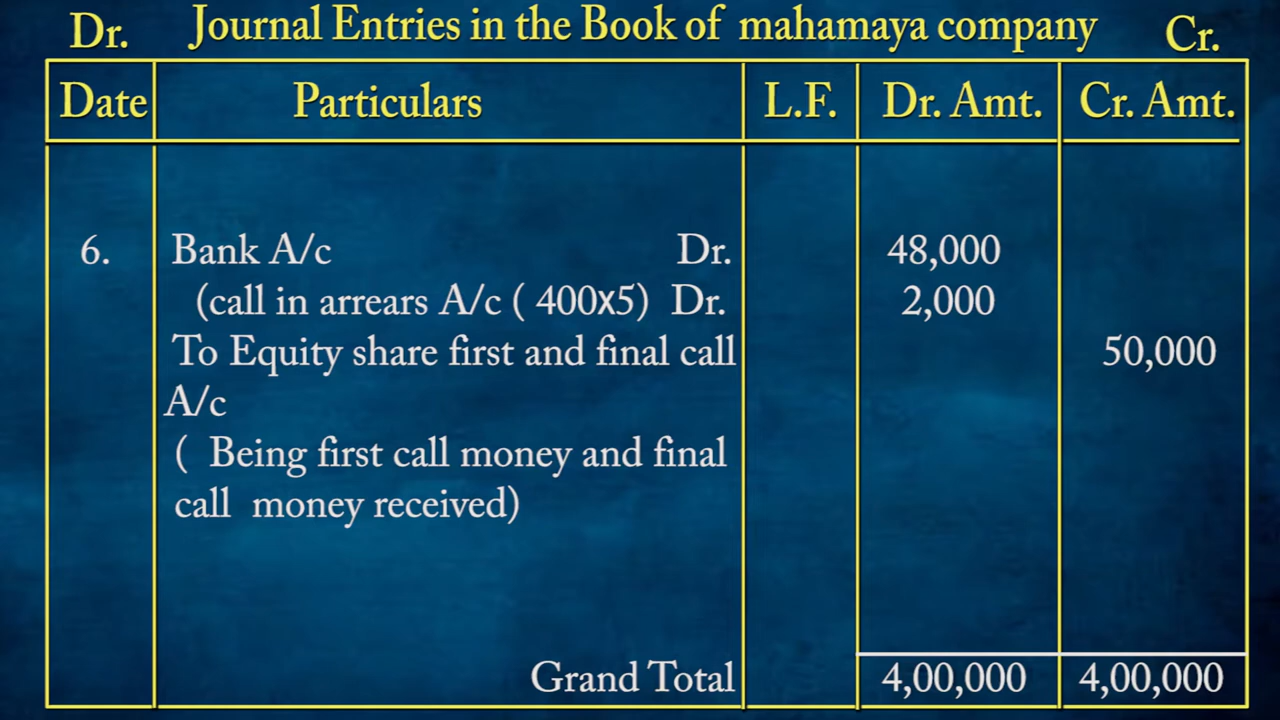 Dr. Journal Entries in the Book of mahamaya company Cr.
Date Particulars L.F. Dr. Amt. Cr. Amt.
6. Bank A/c Dr. 48,000
(call in arrears A/c ( 400x5) Dr. 2,000
To Equity share first and final call 50,000
A/c
( Being first call money and final
call money received)
Grand Total 4,00,000 4,00,000